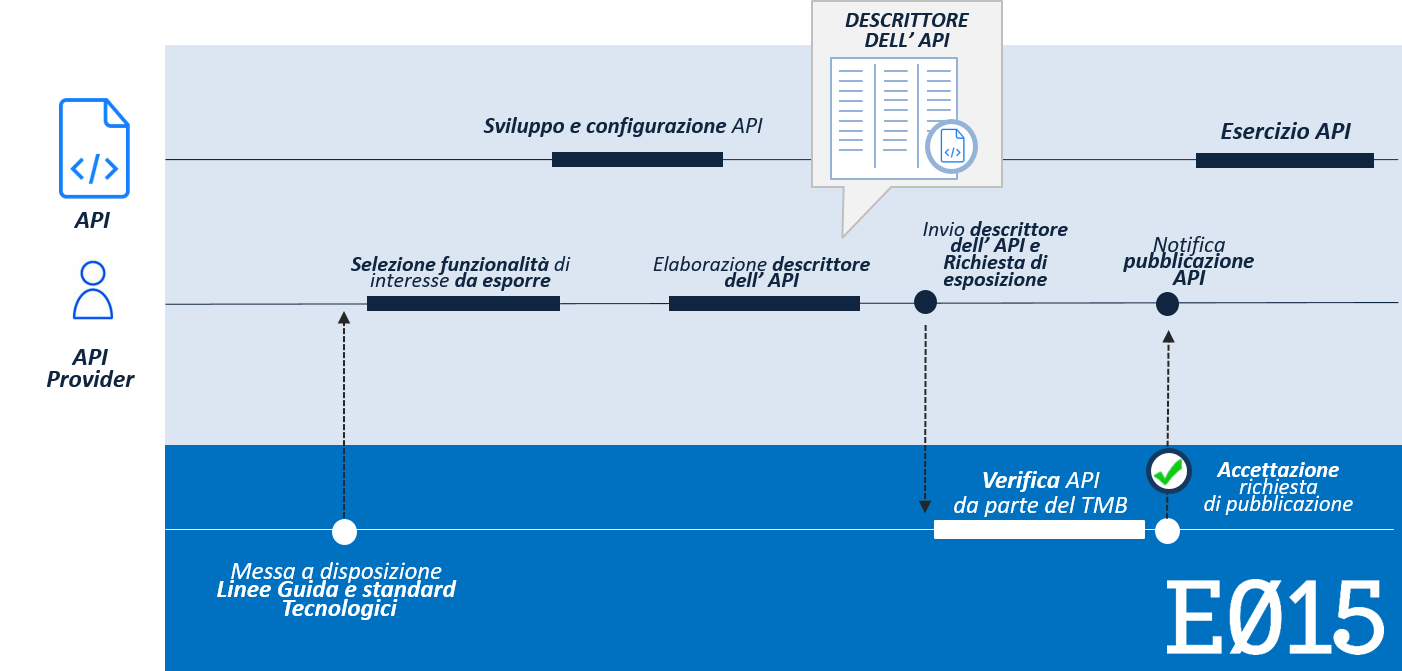 DESCRITTORE
DELL’ API
Sviluppo e configurazione API
Esercizio API
</>
</>
API
Selezione funzionalità di
interesse da esporre
Elaborazione descrittore
dell’ API
Invio descrittore
dell’ API e
Richiesta di
esposizione
Notifica
pubblicazione
API
API
Provider
Verifica API
da parte del TMB
Accettazione
richiesta
di pubblicazione
Messa a disposizione
Linee Guida e standard
Tecnologici
EØ15